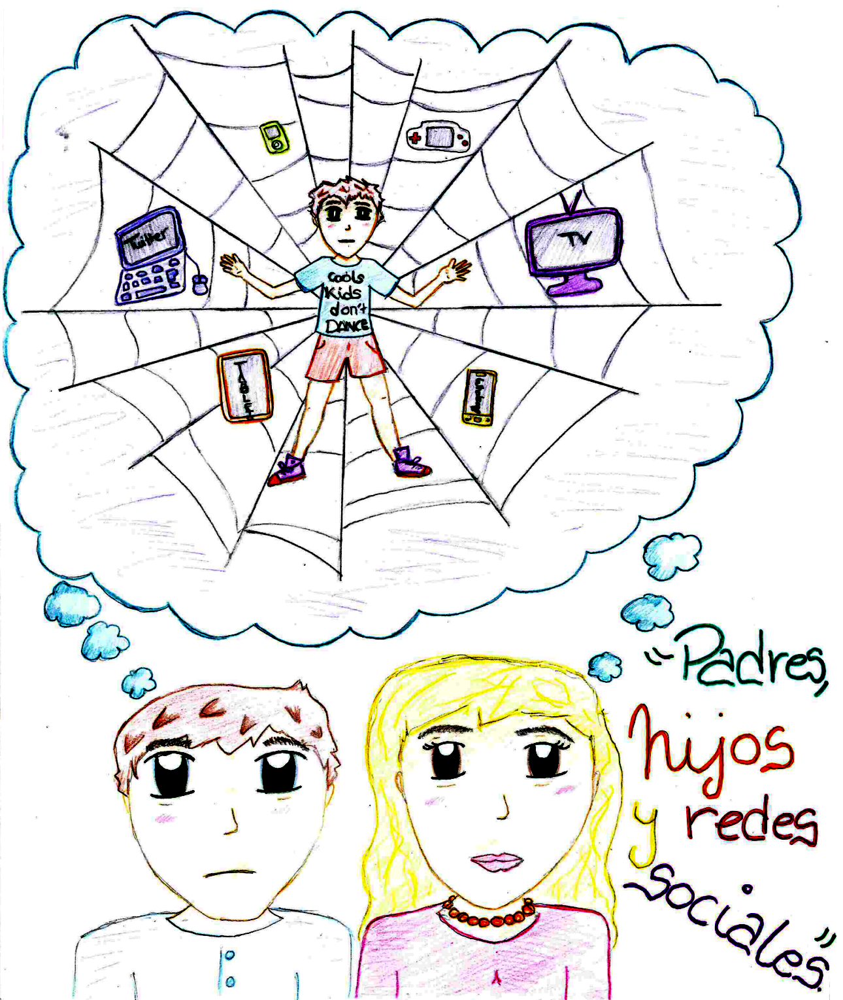 Twitter
TV
Cools
Kids
don't
DANCE
TABLET
"Padres,
hijos
y redes
sociales."